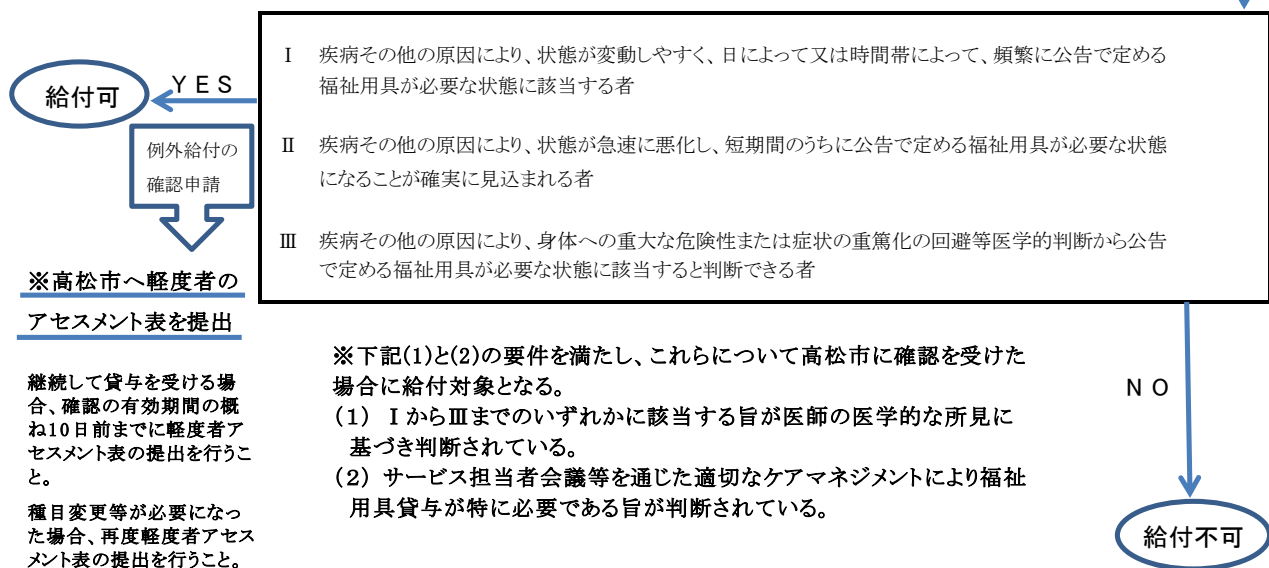 Ⅰ 疾病その他の原因により、状態が変動しやすく、日によって又は時間帯によって、頻繁に公告で定める
福祉用具が必要な状態に該当する者
Ⅱ 疾病その他の原因により、状態が急速に悪化し、短期間のうちに公告で定める福祉用具が必要な状態
になることが確実に見込まれる者
Ⅲ 疾病その他の原因により、身体への重大な危険性または症状の重篤化の回避等医学的判断から公告
で定める福祉用具が必要な状態に該当すると判断できる者
YES
給付可
例外給付の
確認申請
※高松市へ軽度者の
アセスメント表を提出
継続して貸与を受ける場
合、確認の有効期間の概
ね10日前までに軽度者ア
セスメント表の提出を行うこ
と。
種目変更等が必要になっ
た場合、再度軽度者アセス
メント表の提出を行うこと。
※下記(1)と(2)の要件を満たし、これらについて高松市に確認を受けた
場合に給付対象となる。
(1) ⅠからⅢまでのいずれかに該当する旨が医師の医学的な所見に
基づき判断されている。
(2) サービス担当者会議等を通じた適切なケアマネジメントにより福祉
用具貸与が特に必要である旨が判断されている。
NO
給付不可